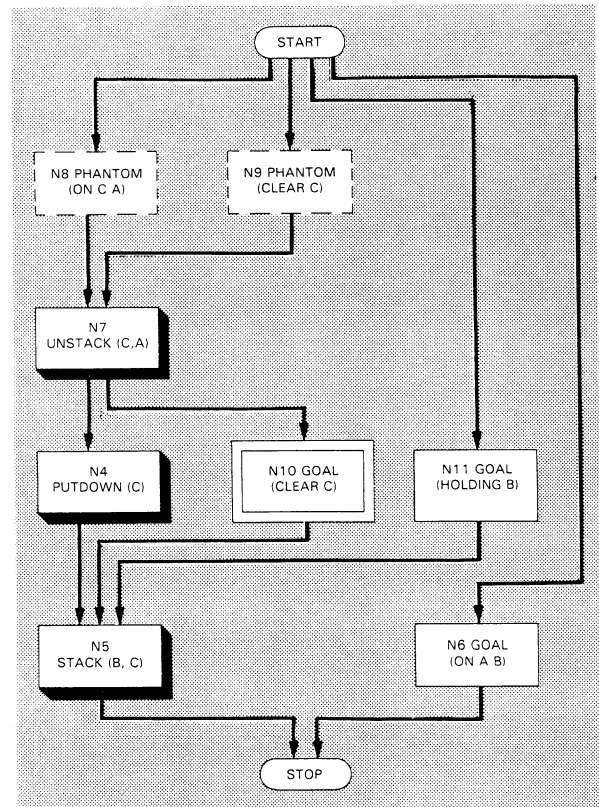 START
N8 PHANTOM
(ON C A)
N9 PHANTOM
(CLEAR C)
N7
UNSTACK (C,A)
N4
PUTDOWN (C)
N10 GOAL
(CLEAR C)
N11 GOAL
(HOLDING B)
N5
STACK (B, C)
N6 GOAL
(ON A B)
STOP